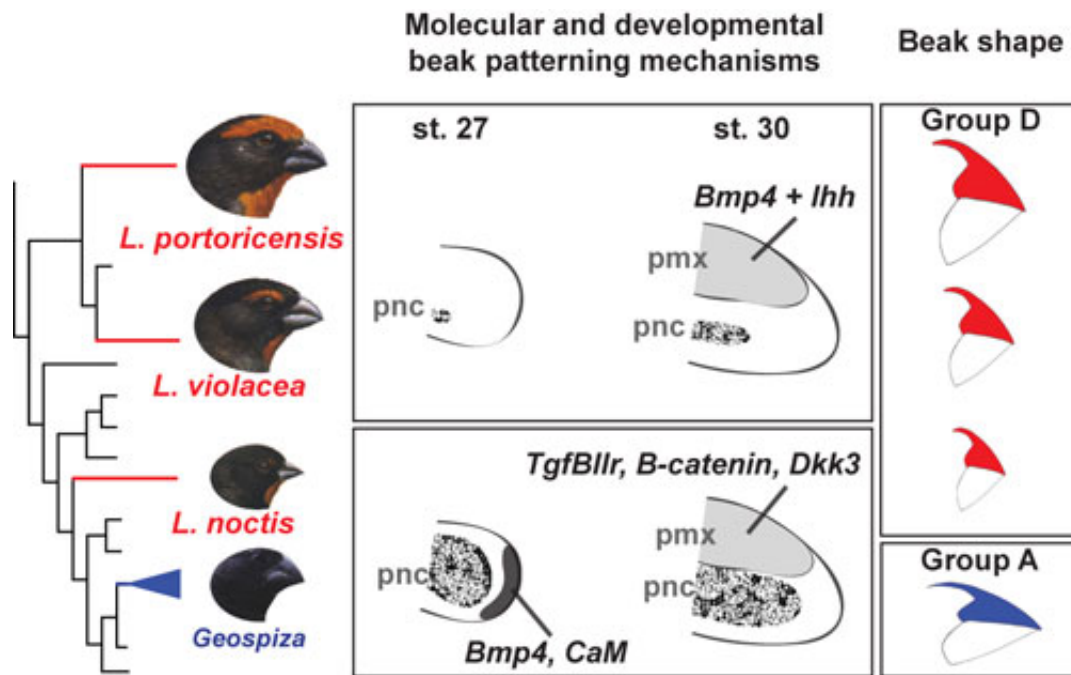 Molecular and developmental
beak patterning mechanisms
Beak shape
st. 27
st. 30
Group D
Bmp4 + Ihh
pmx
pnc
pnc
L. portoricensis
L. violacea
L. noctis
Geospiza
TgfBIIr, B-catenin, Dkk3
pmx
pnc
pnc
Bmp4, CaM
Group A